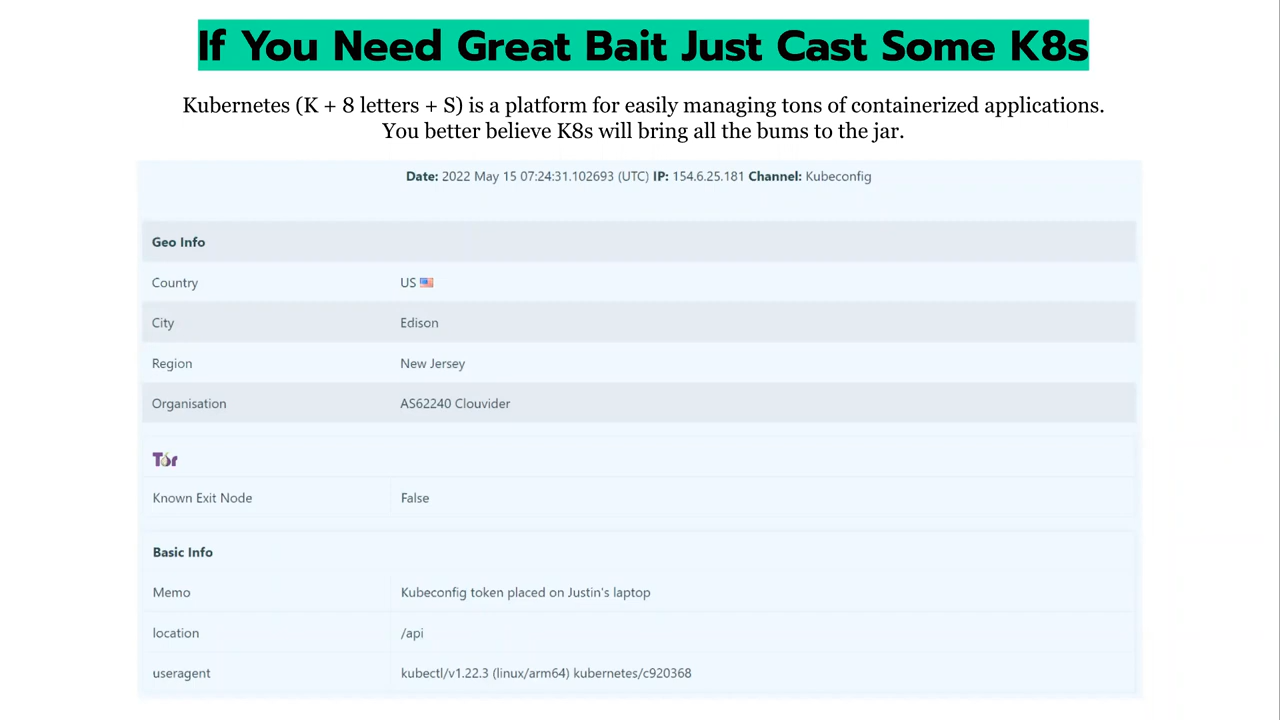 If You Need Great Bait Just Cast Some K8s
Kubernetes (K + 8 letters + S) is a platform for easily managing tons of containerized applications.
You better believe K8s will bring all the bums to the jar.
Date: 2022 May 15 07:24:31.102693 (UTC) IP: 154.6.25.181 Channel: Kubeconfig
Geo Info
Country US
City Edison
Region New Jersey
Organisation AS62240 Clouvider
Tor
Known Exit Node False
Basic Info
Memo Kubeconfig token placed on Justin's laptop
location /api
useragent kubectl/v1.22.3 (linux/arm64) kubernetes/c920368